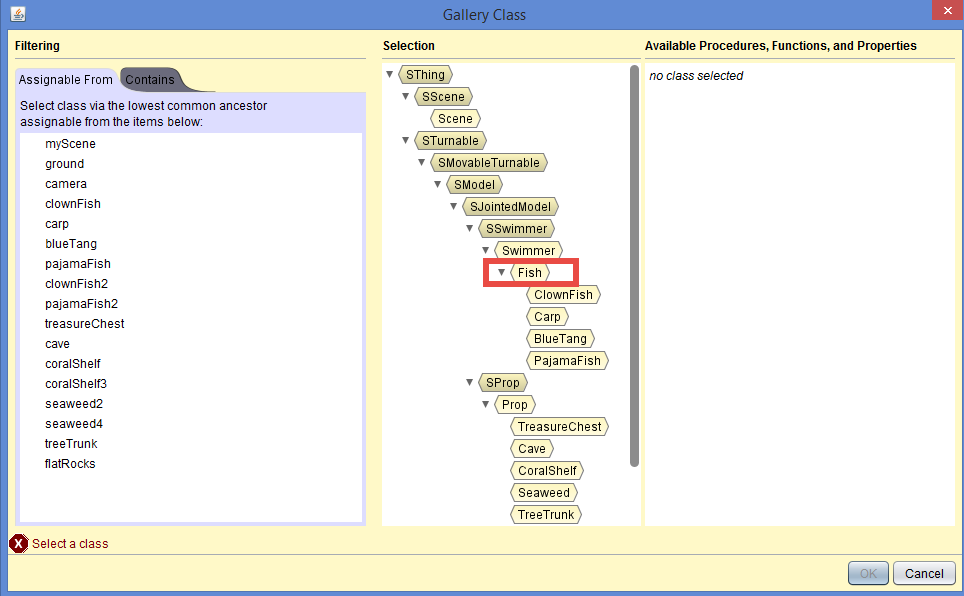 Gallery Class
Filtering
Assignable From
Contains
Select class via the lowest common ancestor
assignable from the items below:
myScene
ground
camera
clownFish
carp
blueTang
pajamaFish
clownFish2
pajamaFish2
treasureChest
cave
coralShelf
coralShelf3
seaweed2
seaweed4
treeTrunk
flatRocks
Selection
SThing
SScene
Scene
STurnable
SMovableTurnable
SModel
SJointedModel
SSwimmer
Swimmer
Fish
ClownFish
Carp
BlueTang
PajamaFish
SProp
Prop
TreasureChest
Cave
CoralShelf
Seaweed
TreeTrunk
Available Procedures, Functions, and Properties
no class selected
X Select a class
OK
Cancel